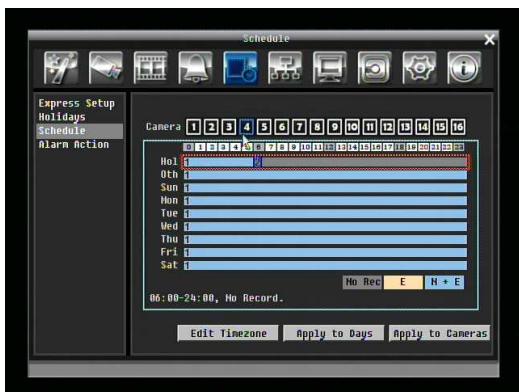 Schedule
X
Express Setup
Holidays
Schedule
Alarm Action
Camera 1 2 3 4 5 6 7 8 9 10 11 12 13 14 15 16
0 1 2 3 4 5 6 7 8 9 10 11 12 13 14 15 16 17 18 19 20 21 22 23
Hol 1 2
Oth 1
Sun 1
Mon 1
Tue 1
Wed 1
Thu 1
Fri 1
Sat 1
No Rec E N + E
06:00-24:00, No Record.
Edit Timezone Apply to Days Apply to Cameras